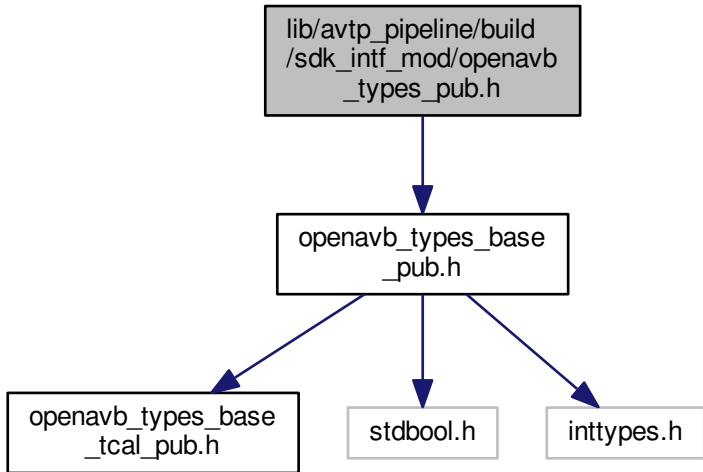 lib/avtp_pipeline/build
/sdk_intf_mod/openavb
_types_pub.h
openavb_types_base
_pub.h
openavb_types_base
_tcal_pub.h
stdbool.h
inttypes.h